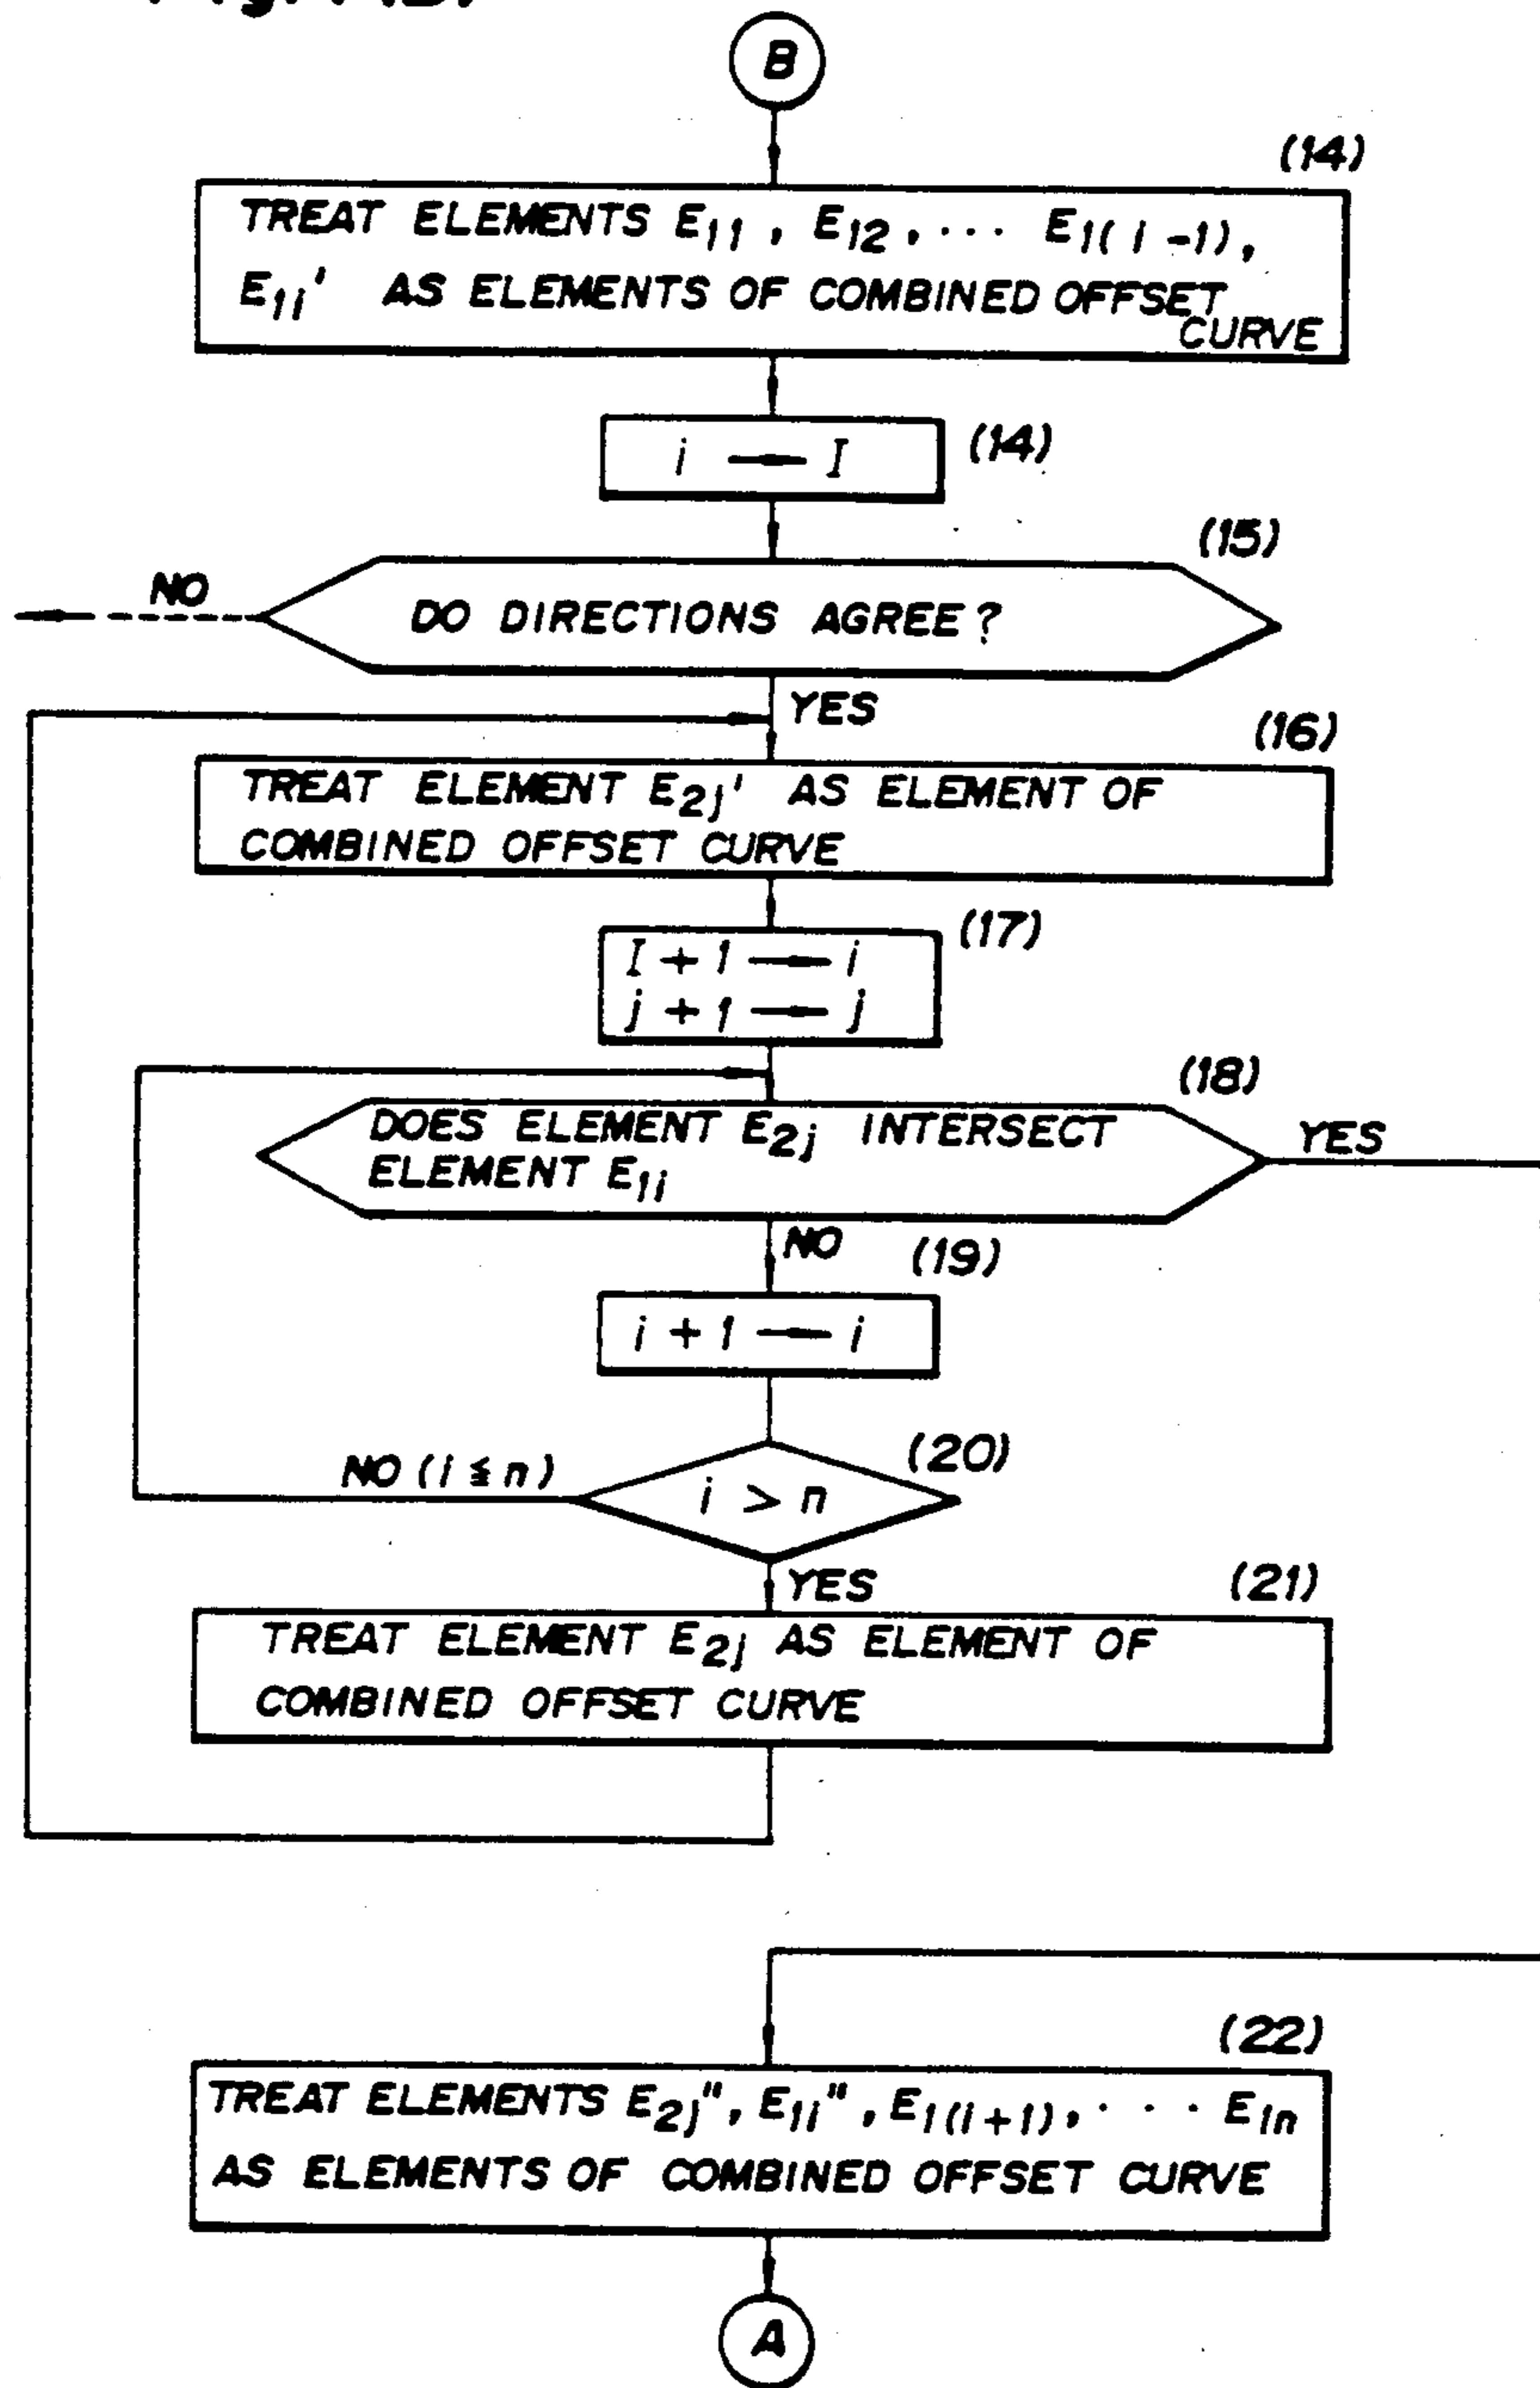 B
(14)
TREAT ELEMENTS E11, E12, ... E1(i-1),
E1i' AS ELEMENTS OF COMBINED OFFSET
CURVE
i → I
(14)
(15)
NO
DO DIRECTIONS AGREE?
YES
(16)
TREAT ELEMENT E2j' AS ELEMENT OF
COMBINED OFFSET CURVE
(17)
I + 1 → i
j + 1 → j
(18)
DOES ELEMENT E2j INTERSECT
ELEMENT E1i
YES
NO
(19)
i + 1 → i
NO (i ≦ n)
(20)
i > n
YES
(21)
TREAT ELEMENT E2j AS ELEMENT OF
COMBINED OFFSET CURVE
(22)
TREAT ELEMENTS E2j", E1i", E1(i+1), · · · E1n
AS ELEMENTS OF COMBINED OFFSET CURVE
A